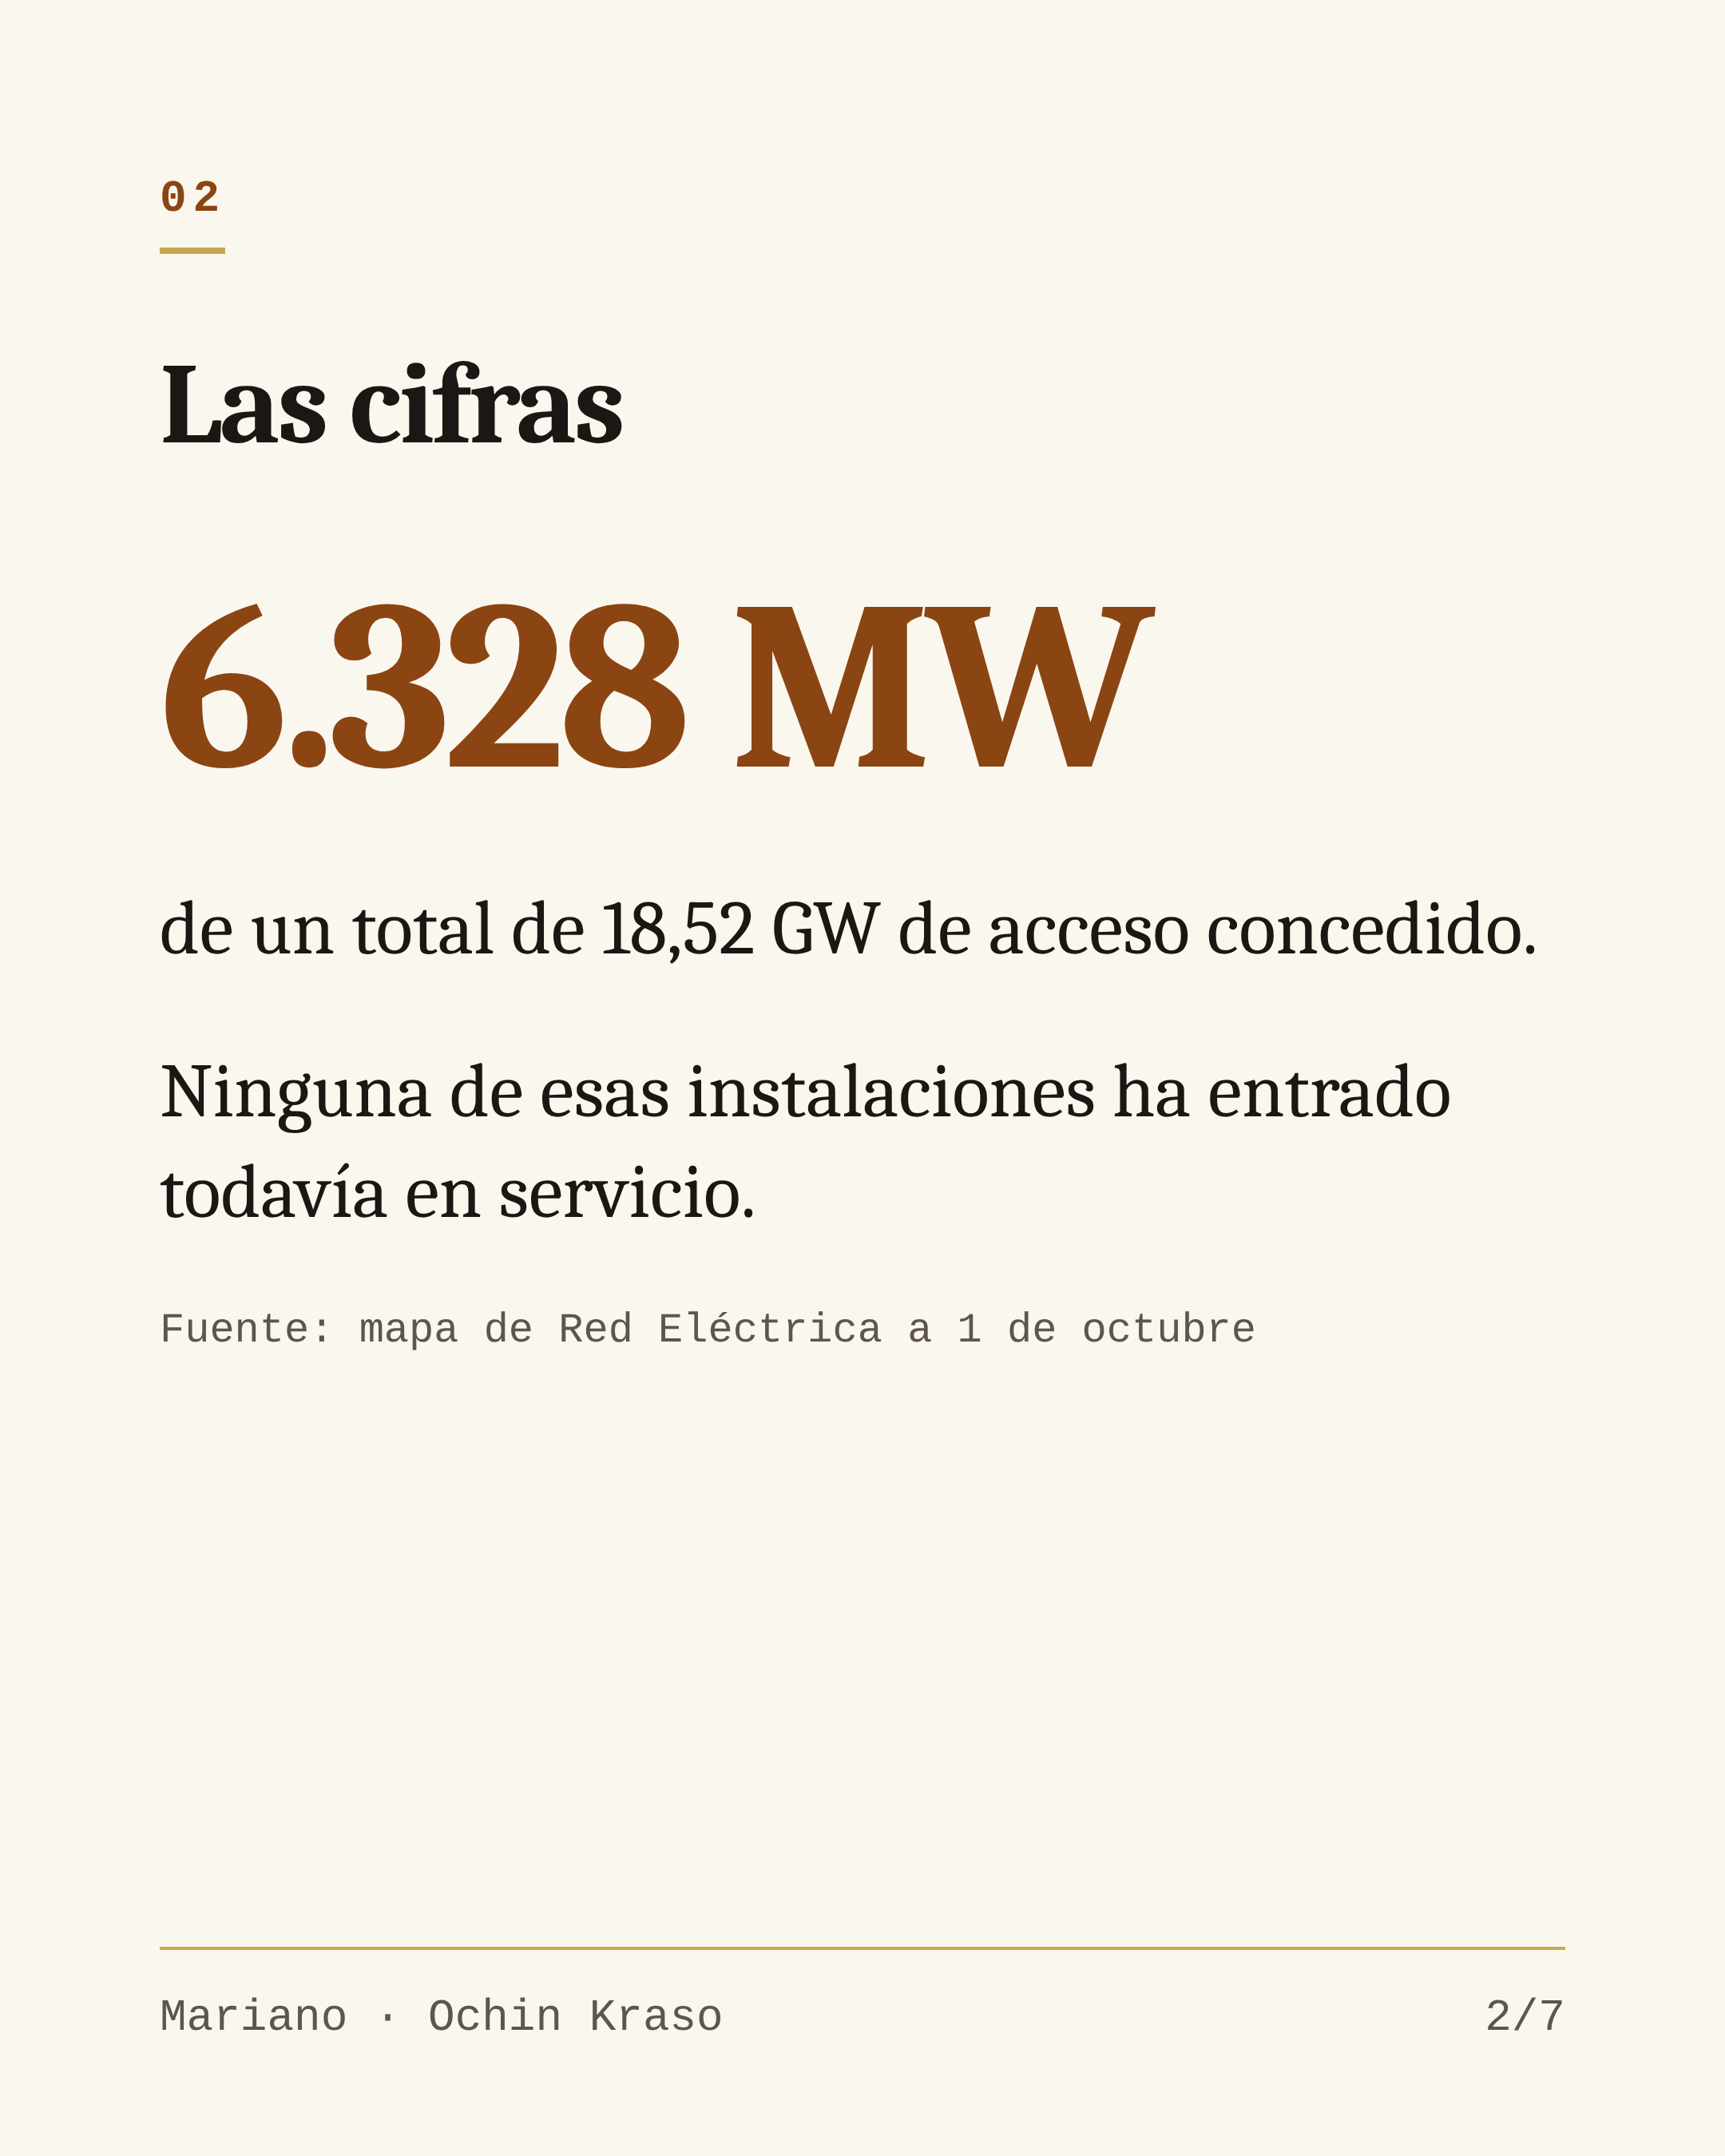 02
Las cifras
6.328 MW
de un total de 18,52 GW de acceso concedido.
Ninguna de esas instalaciones ha entrado
todavía en servicio.
Fuente: mapa de Red Eléctrica a 1 de octubre
Mariano · Ochin Kraso
2/7